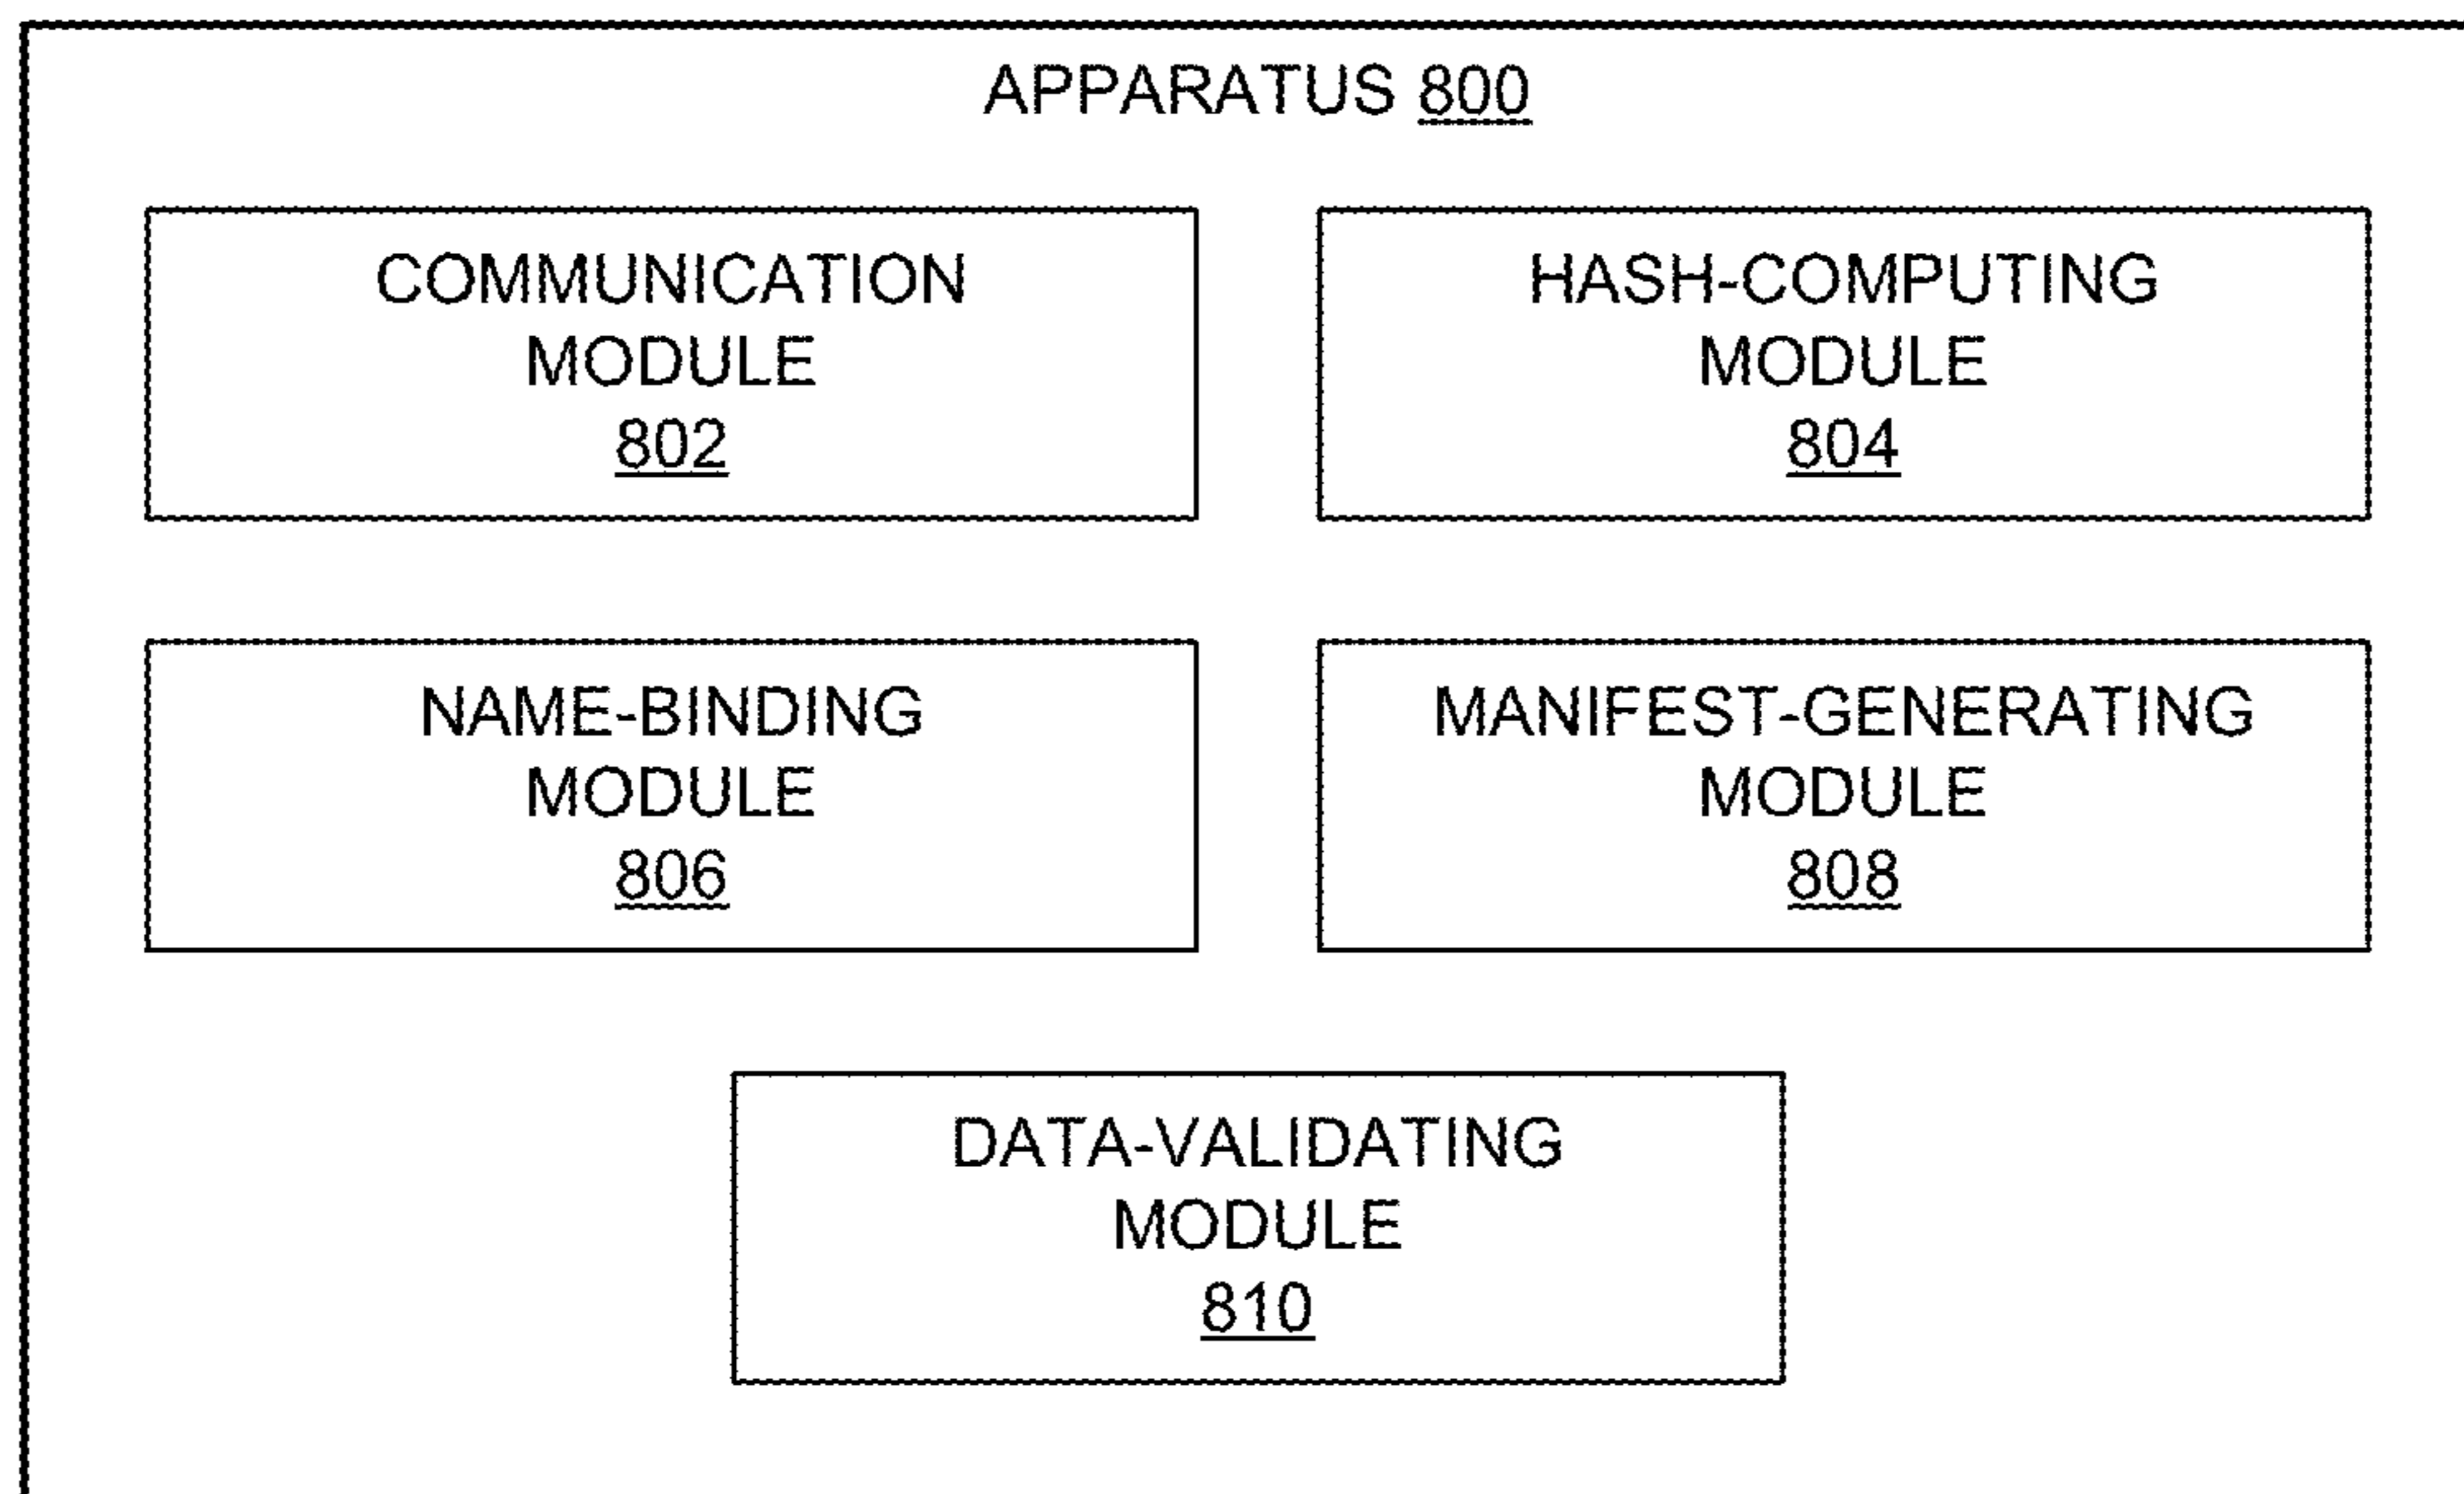 APPARATUS 800
COMMUNICATION
MODULE
802
HASH-COMPUTING
MODULE
804
NAME-BINDING
MODULE
806
MANIFEST-GENERATING
MODULE
808
DATA-VALIDATING
MODULE
810